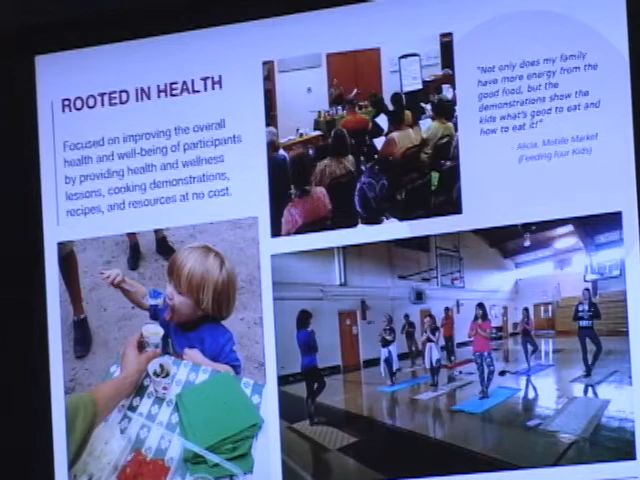 ROOTED IN HEALTH
Focused on improving the overall
health and well-being of participants
by providing health and wellness
lessons, cooking demonstrations,
recipes, and resources at no cost.
"Not only does my family
have more energy from the
good food, but the
demonstrations show the
kids what's good to eat and
how to eat it!"
- Alicia, Mobile Market
(Feeding Four Kids)